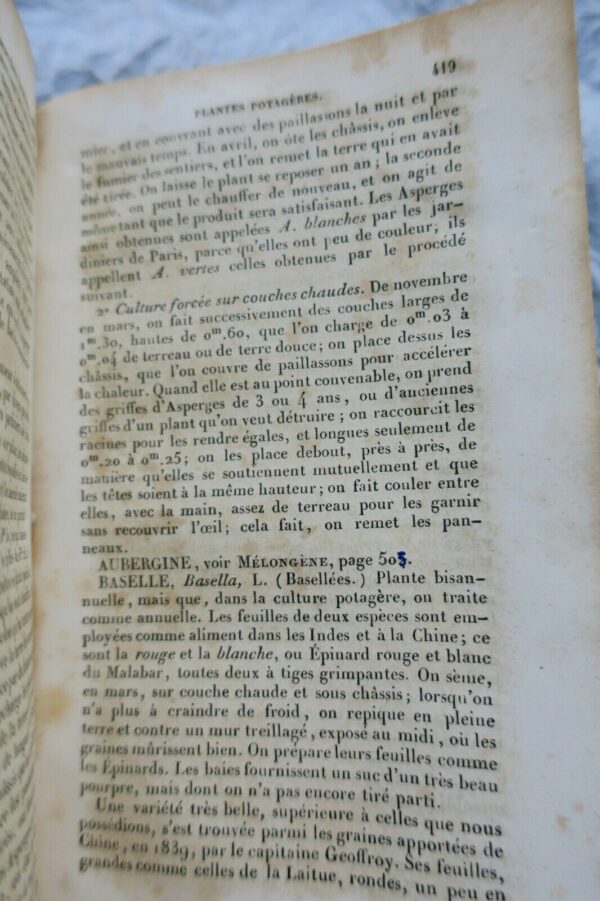 PLANTES POTAGÈRES. 419
mier, et en couvrant avec des paillassons la nuit et par
le mauvais temps. En avril, on ôte les châssis, on enlève
le fumier des sentiers, et l'on remet la terre qui en avait
été tirée. On laisse le plant se reposer un an; la seconde
année, on peut le chauffer de nouveau, et on agit de
même tant que le produit sera satisfaisant. Les Asperges
ainsi obtenues sont appelées A. blanches par les jar-
diniers de Paris, parce qu'elles ont peu de couleur; ils
appellent A. vertes celles obtenues par le procédé
suivant.
2° Culture forcée sur couches chaudes. De novembre
en mars, on fait successivement des couches larges de
1m.30, hautes de 0m.60, que l'on charge de 0m.03 à
0m.04 de terreau ou de terre douce; on place dessus les
châssis, que l'on couvre de paillassons pour accélérer
la chaleur. Quand elle est au point convenable, on prend
des griffes d'Asperges de 3 ou 4 ans, ou d'anciennes
griffes d'un plant qu'on veut détruire; on raccourcit les
racines pour les rendre égales, et longues seulement de
0m.20 à 0m.25; on les place debout, près à près, de
manière qu'elles se soutiennent mutuellement et que
les têtes soient à la même hauteur; on fait couler entre
elles, avec la main, assez de terreau pour les garnir
sans recouvrir l'œil; cela fait, on remet les pan-
neaux.
AUBERGINE, voir MÉLONGÈNE, page 505.
BASELLE, Basella, L. (Basellées.) Plante bisan-
nuelle, mais que, dans la culture potagère, on traite
comme annuelle. Les feuilles de deux espèces sont em-
ployées comme aliment dans les Indes et à la Chine; ce
sont la rouge et la blanche, ou Épinard rouge et blanc
du Malabar, toutes deux à tiges grimpantes. On sème,
en mars, sur couche chaude et sous châssis; lorsqu'on
n'a plus à craindre de froid, on repique en pleine
terre et contre un mur treillagé, exposé au midi, où les
graines mûrissent bien. On prépare leurs feuilles comme
les Épinards. Les baies fournissent un suc d'un très beau
pourpre, mais dont on n'a pas encore tiré parti.
Une variété très belle, supérieure à celles que nous
possédions, s'est trouvée parmi les graines apportées de
Chine, en 1839, par le capitaine Geoffroy. Ses feuilles,
grandes comme celles de la Laitue, rondes, un peu en